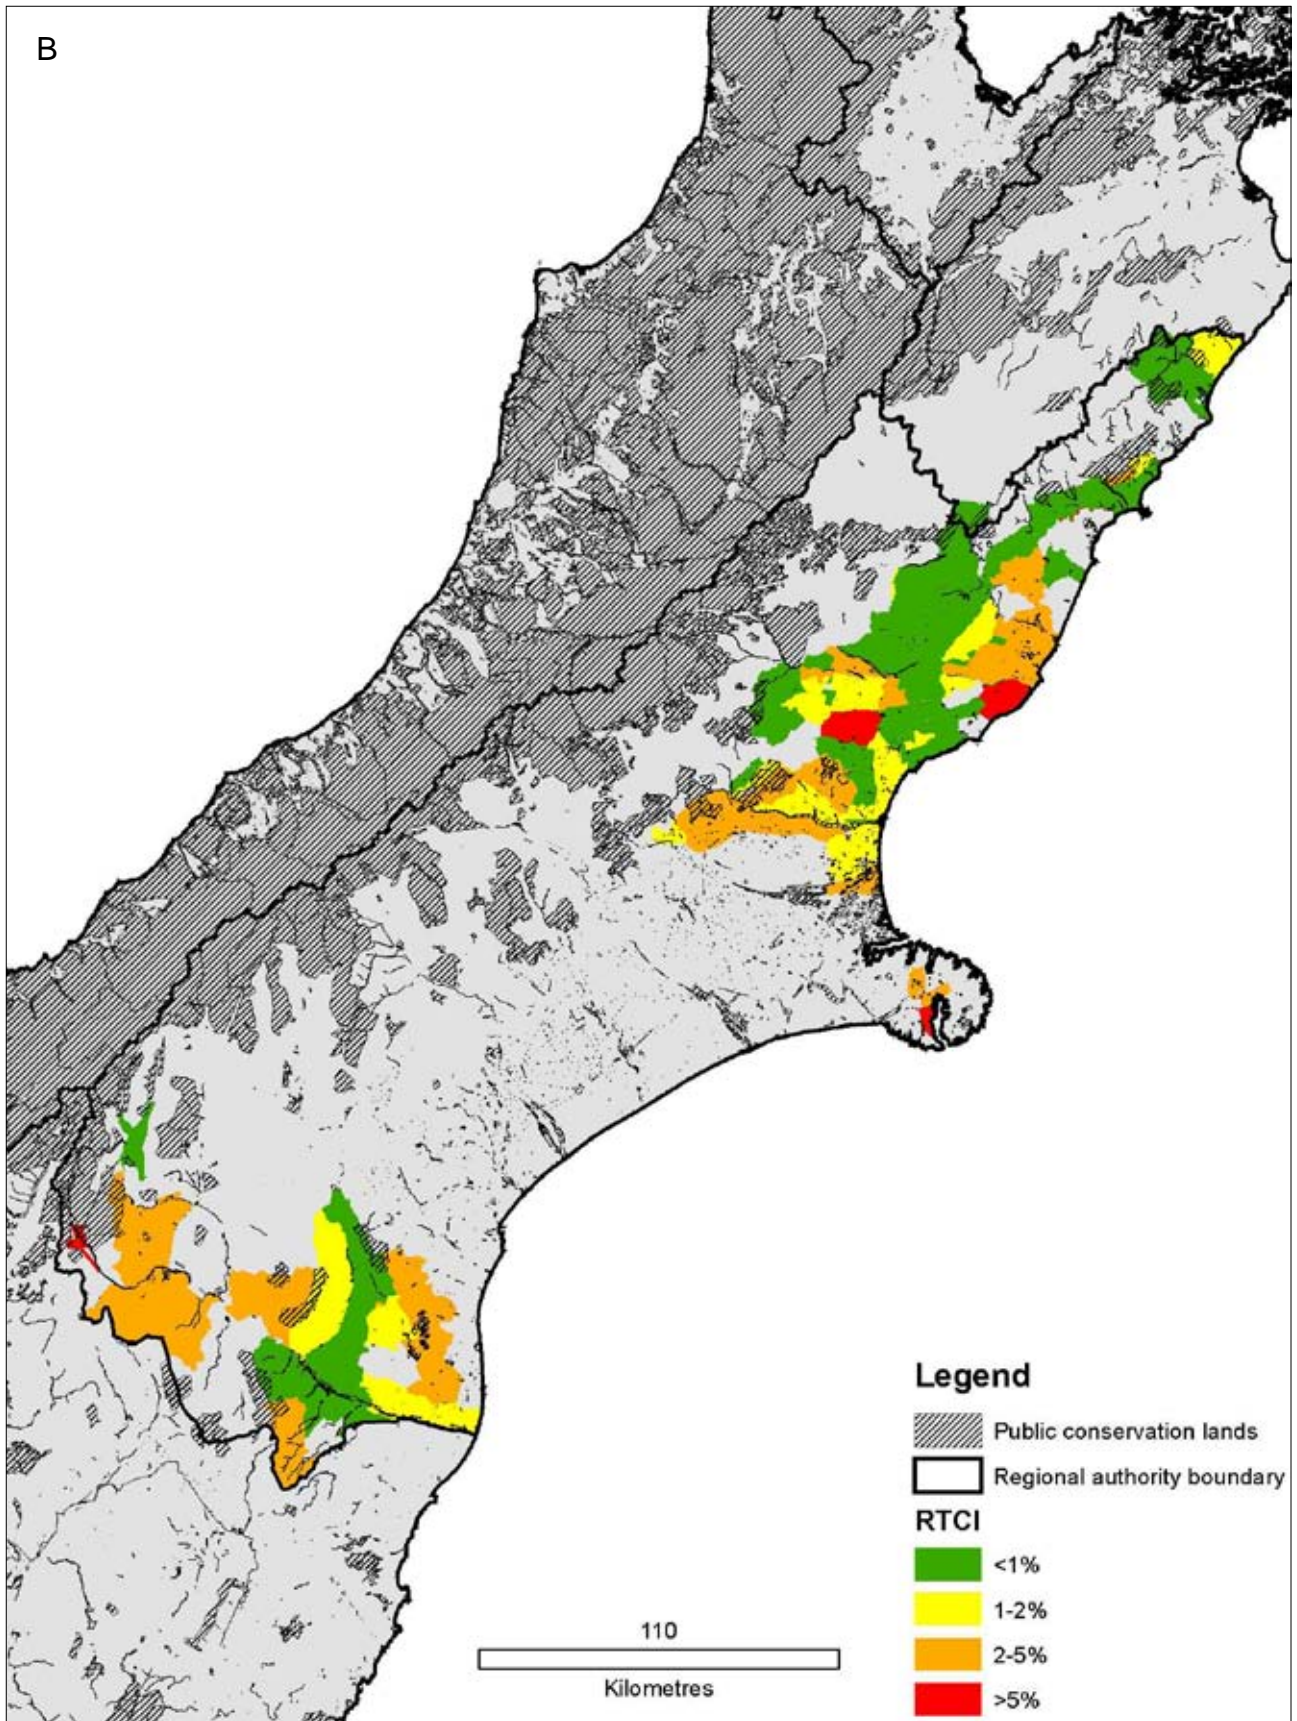 B
Legend
Public conservation lands
Regional authority boundary
RTCI
<1%
1-2%
2-5%
>5%
110
Kilometres